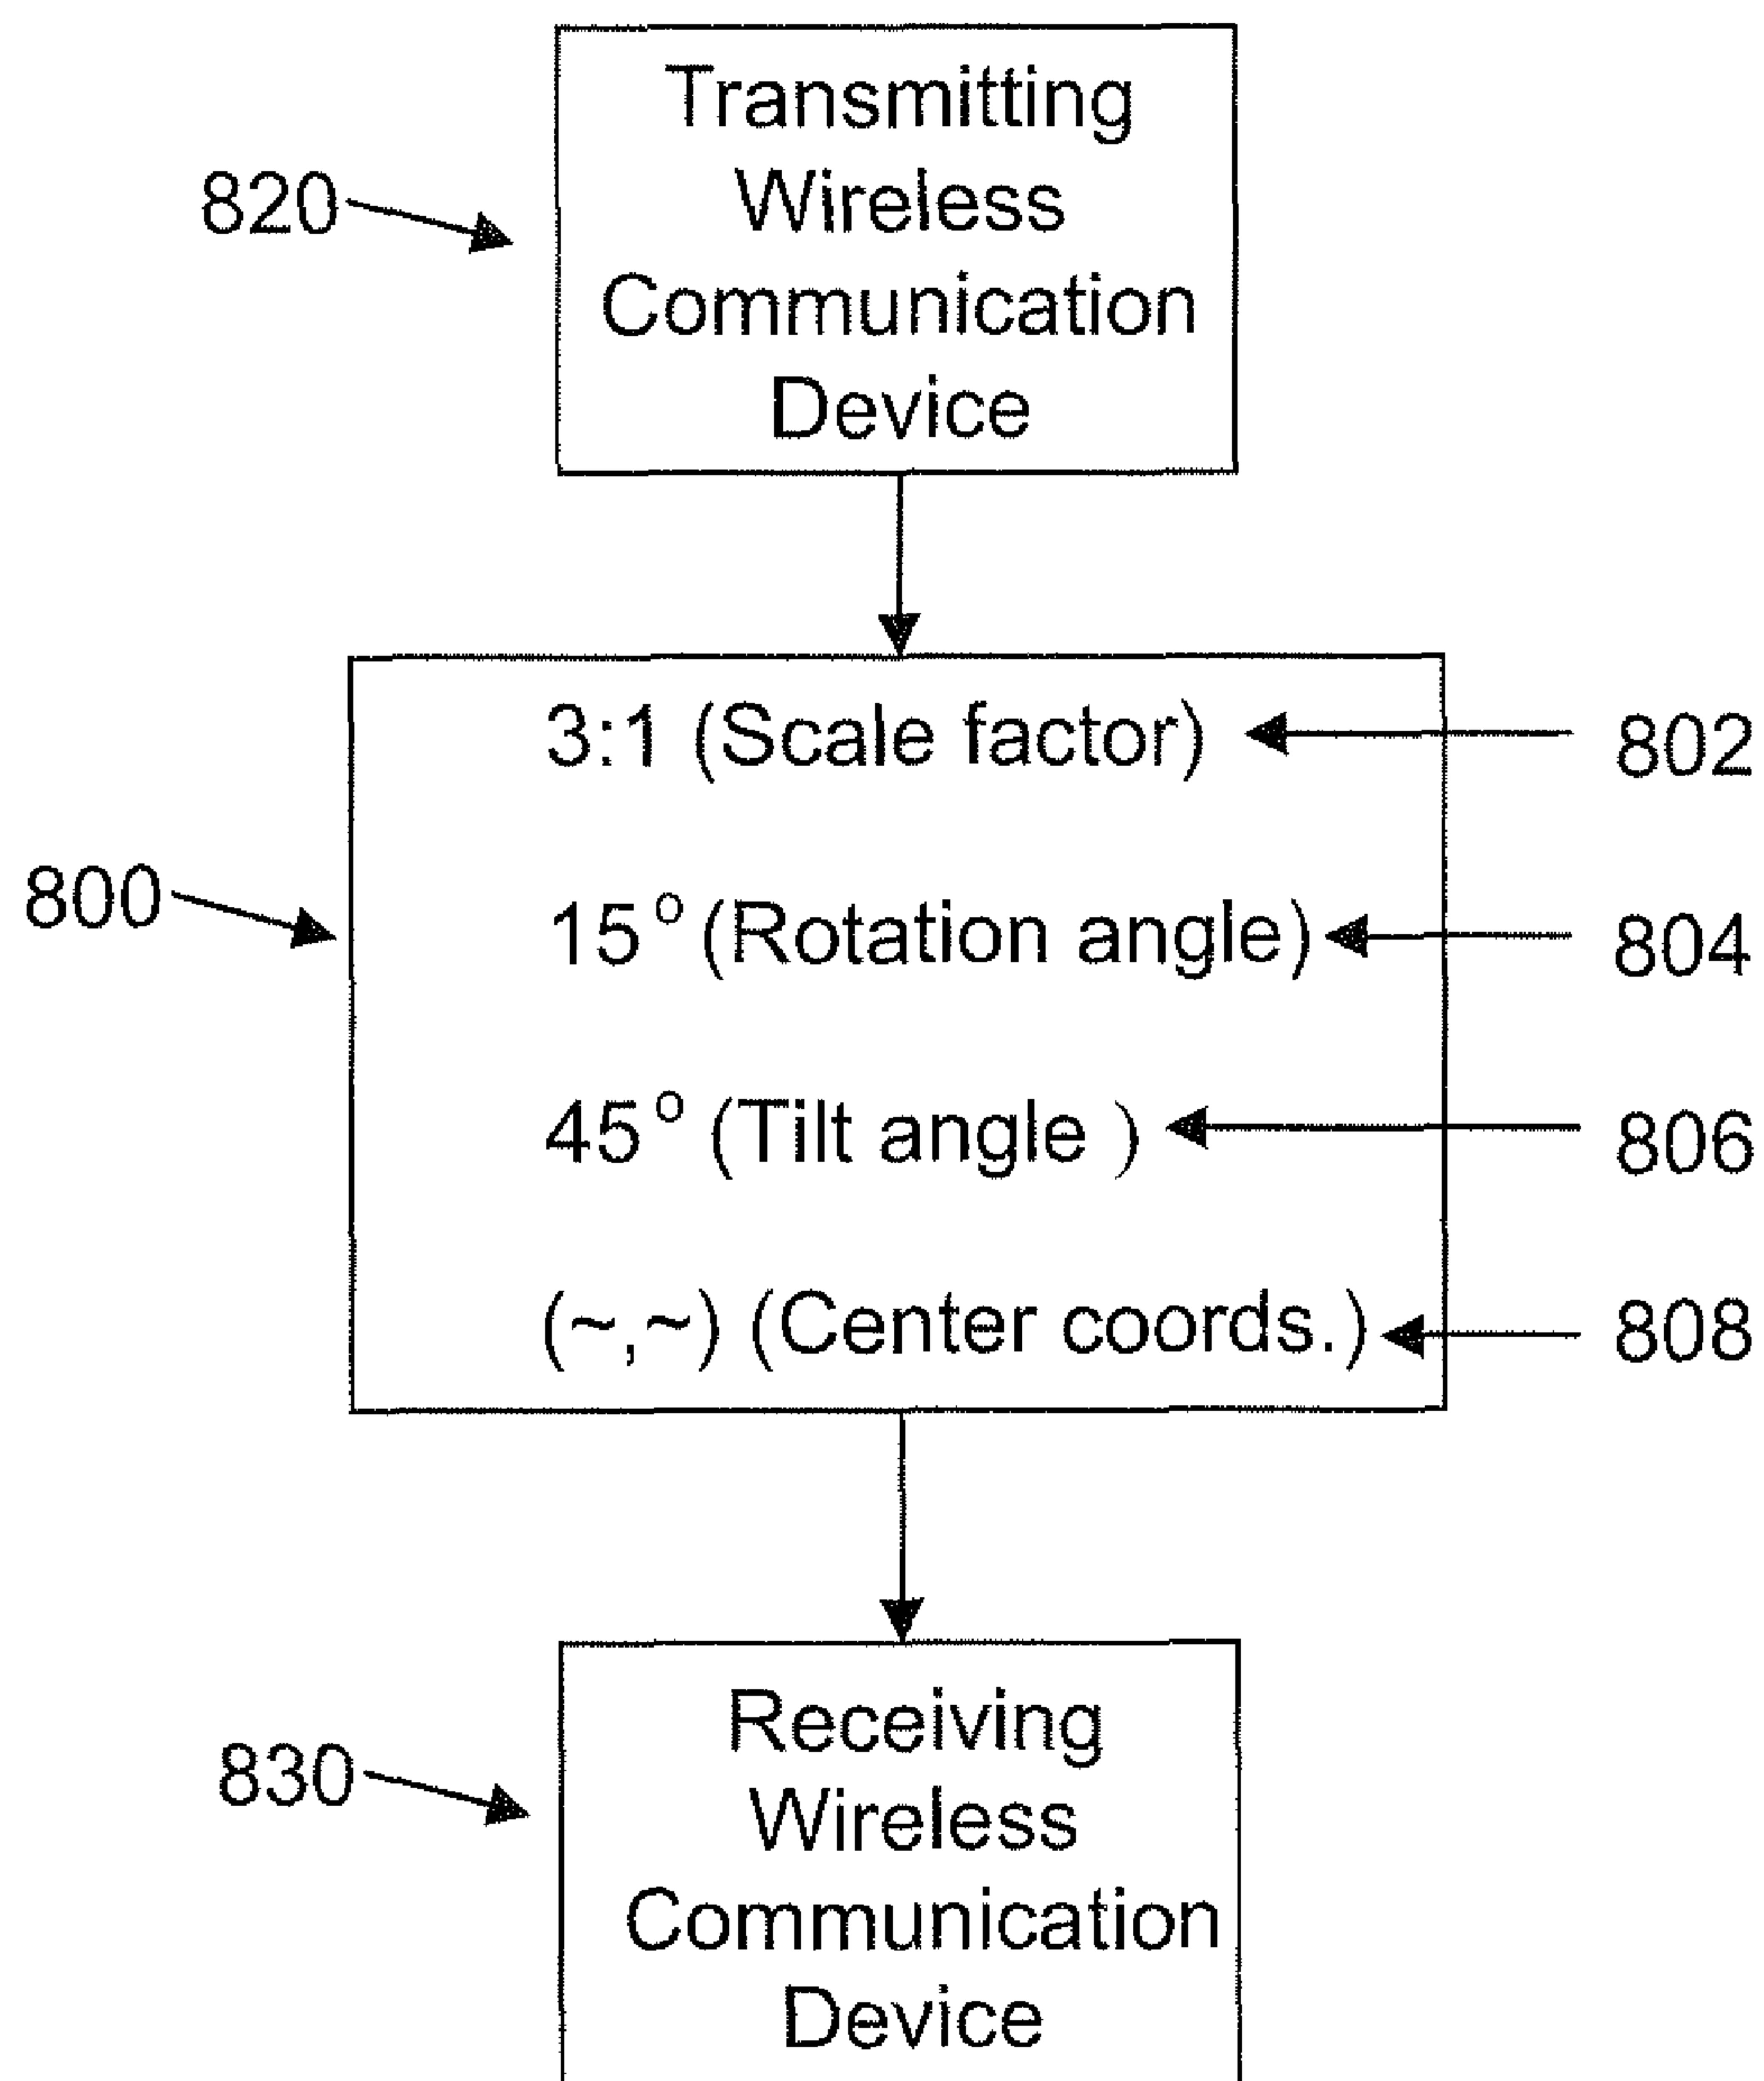 Transmitting
Wireless
Communication
Device
820
3:1 (Scale factor)
802
800
15° (Rotation angle)
804
45° (Tilt angle )
806
(~,~) (Center coords.)
808
Receiving
Wireless
Communication
Device
830